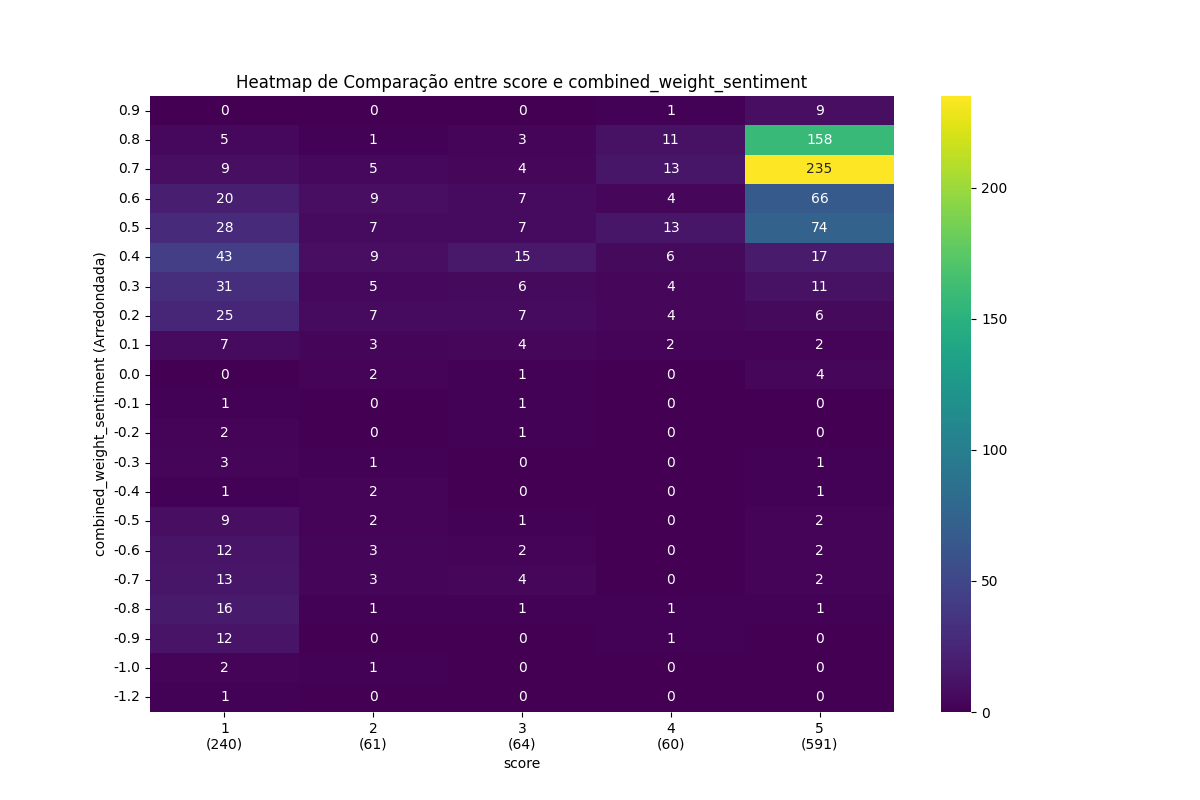 Heatmap de Comparação entre score e combined_weight_sentiment
combined_weight_sentiment (Arredondada)
0.9 0 0 0 1 9
0.8 5 1 3 11 158
0.7 9 5 4 13 235
0.6 20 9 7 4 66
0.5 28 7 7 13 74
0.4 43 9 15 6 17
0.3 31 5 6 4 11
0.2 25 7 7 4 6
0.1 7 3 4 2 2
0.0 0 2 1 0 4
-0.1 1 0 1 0 0
-0.2 2 0 1 0 0
-0.3 3 1 0 0 1
-0.4 1 2 0 0 1
-0.5 9 2 1 0 2
-0.6 12 3 2 0 2
-0.7 13 3 4 0 2
-0.8 16 1 1 1 1
-0.9 12 0 0 1 0
-1.0 2 1 0 0 0
-1.2 1 0 0 0 0
1 2 3 4 5
(240) (61) (64) (60) (591)
score
200
150
100
50
0